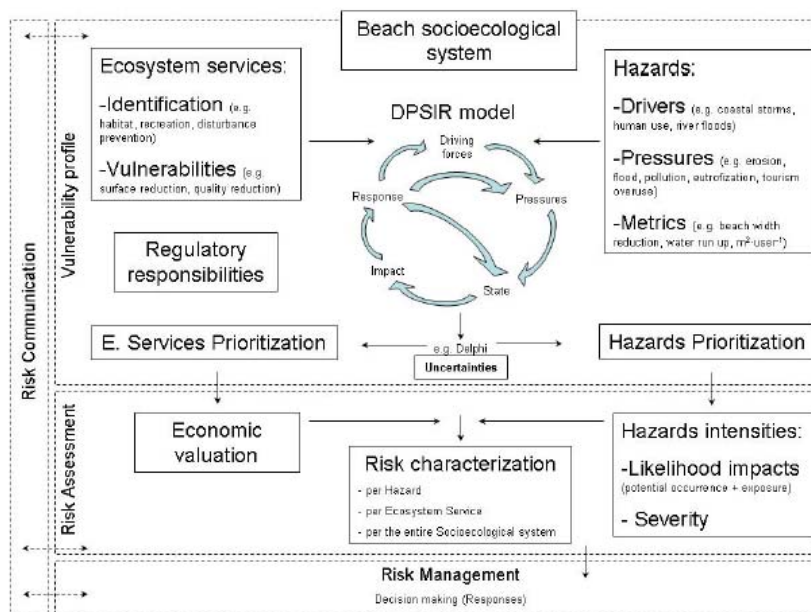 Beach socioecological
system
Ecosystem services:
-Identification (e.g.
habitat, recreation, disturbance
prevention)
-Vulnerabilities (e.g.
surface reduction, quality reduction)
Regulatory
responsibilities
DPSIR model
Driving
forces
Response
Pressures
Impact
State
Hazards:
-Drivers (e.g. coastal storms,
human use, river floods)
-Pressures (e.g. erosion,
flood, pollution, eutrofization, tourism
overuse)
-Metrics (e.g. beach width
reduction, water run up, m²·user⁻¹)
E. Services Prioritization
e.g. Delphi
Uncertainties
Hazards Prioritization
Vulnerability profile
Risk Communication
Risk Assessment
Economic
valuation
Risk characterization
- per Hazard
- per Ecosystem Service
- per the entire Socioecological system
Hazards intensities:
-Likelihood impacts
(potential occurrence + exposure)
- Severity
Risk Management
Decision making (Responses)